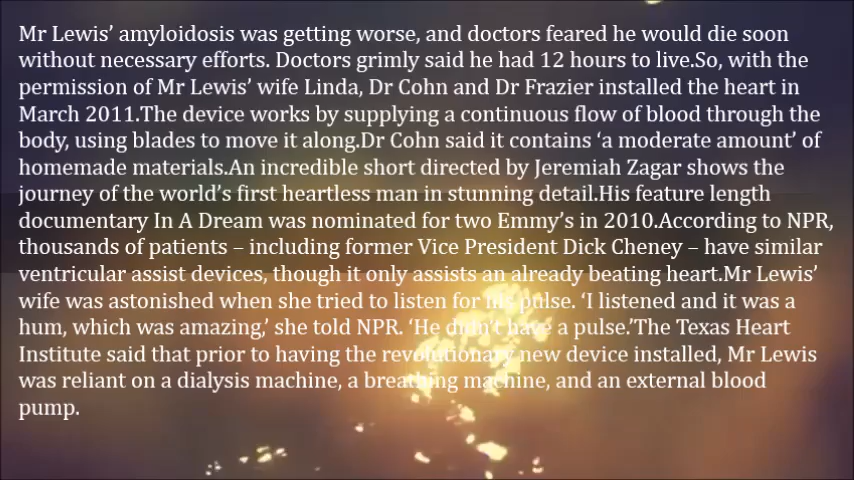 Mr Lewis’ amyloidosis was getting worse, and doctors feared he would die soon
without necessary efforts. Doctors grimly said he had 12 hours to live.So, with the
permission of Mr Lewis’ wife Linda, Dr Cohn and Dr Frazier installed the heart in
March 2011.The device works by supplying a continuous flow of blood through the
body, using blades to move it along.Dr Cohn said it contains ‘a moderate amount’ of
homemade materials.An incredible short directed by Jeremiah Zagar shows the
journey of the world’s first heartless man in stunning detail.His feature length
documentary In A Dream was nominated for two Emmy’s in 2010.According to NPR,
thousands of patients – including former Vice President Dick Cheney – have similar
ventricular assist devices, though it only assists an already beating heart.Mr Lewis’
wife was astonished when she tried to listen for his pulse. ‘I listened and it was a
hum, which was amazing,’ she told NPR. ‘He didn’t have a pulse.’The Texas Heart
Institute said that prior to having the revolutionary new device installed, Mr Lewis
was reliant on a dialysis machine, a breathing machine, and an external blood
pump.